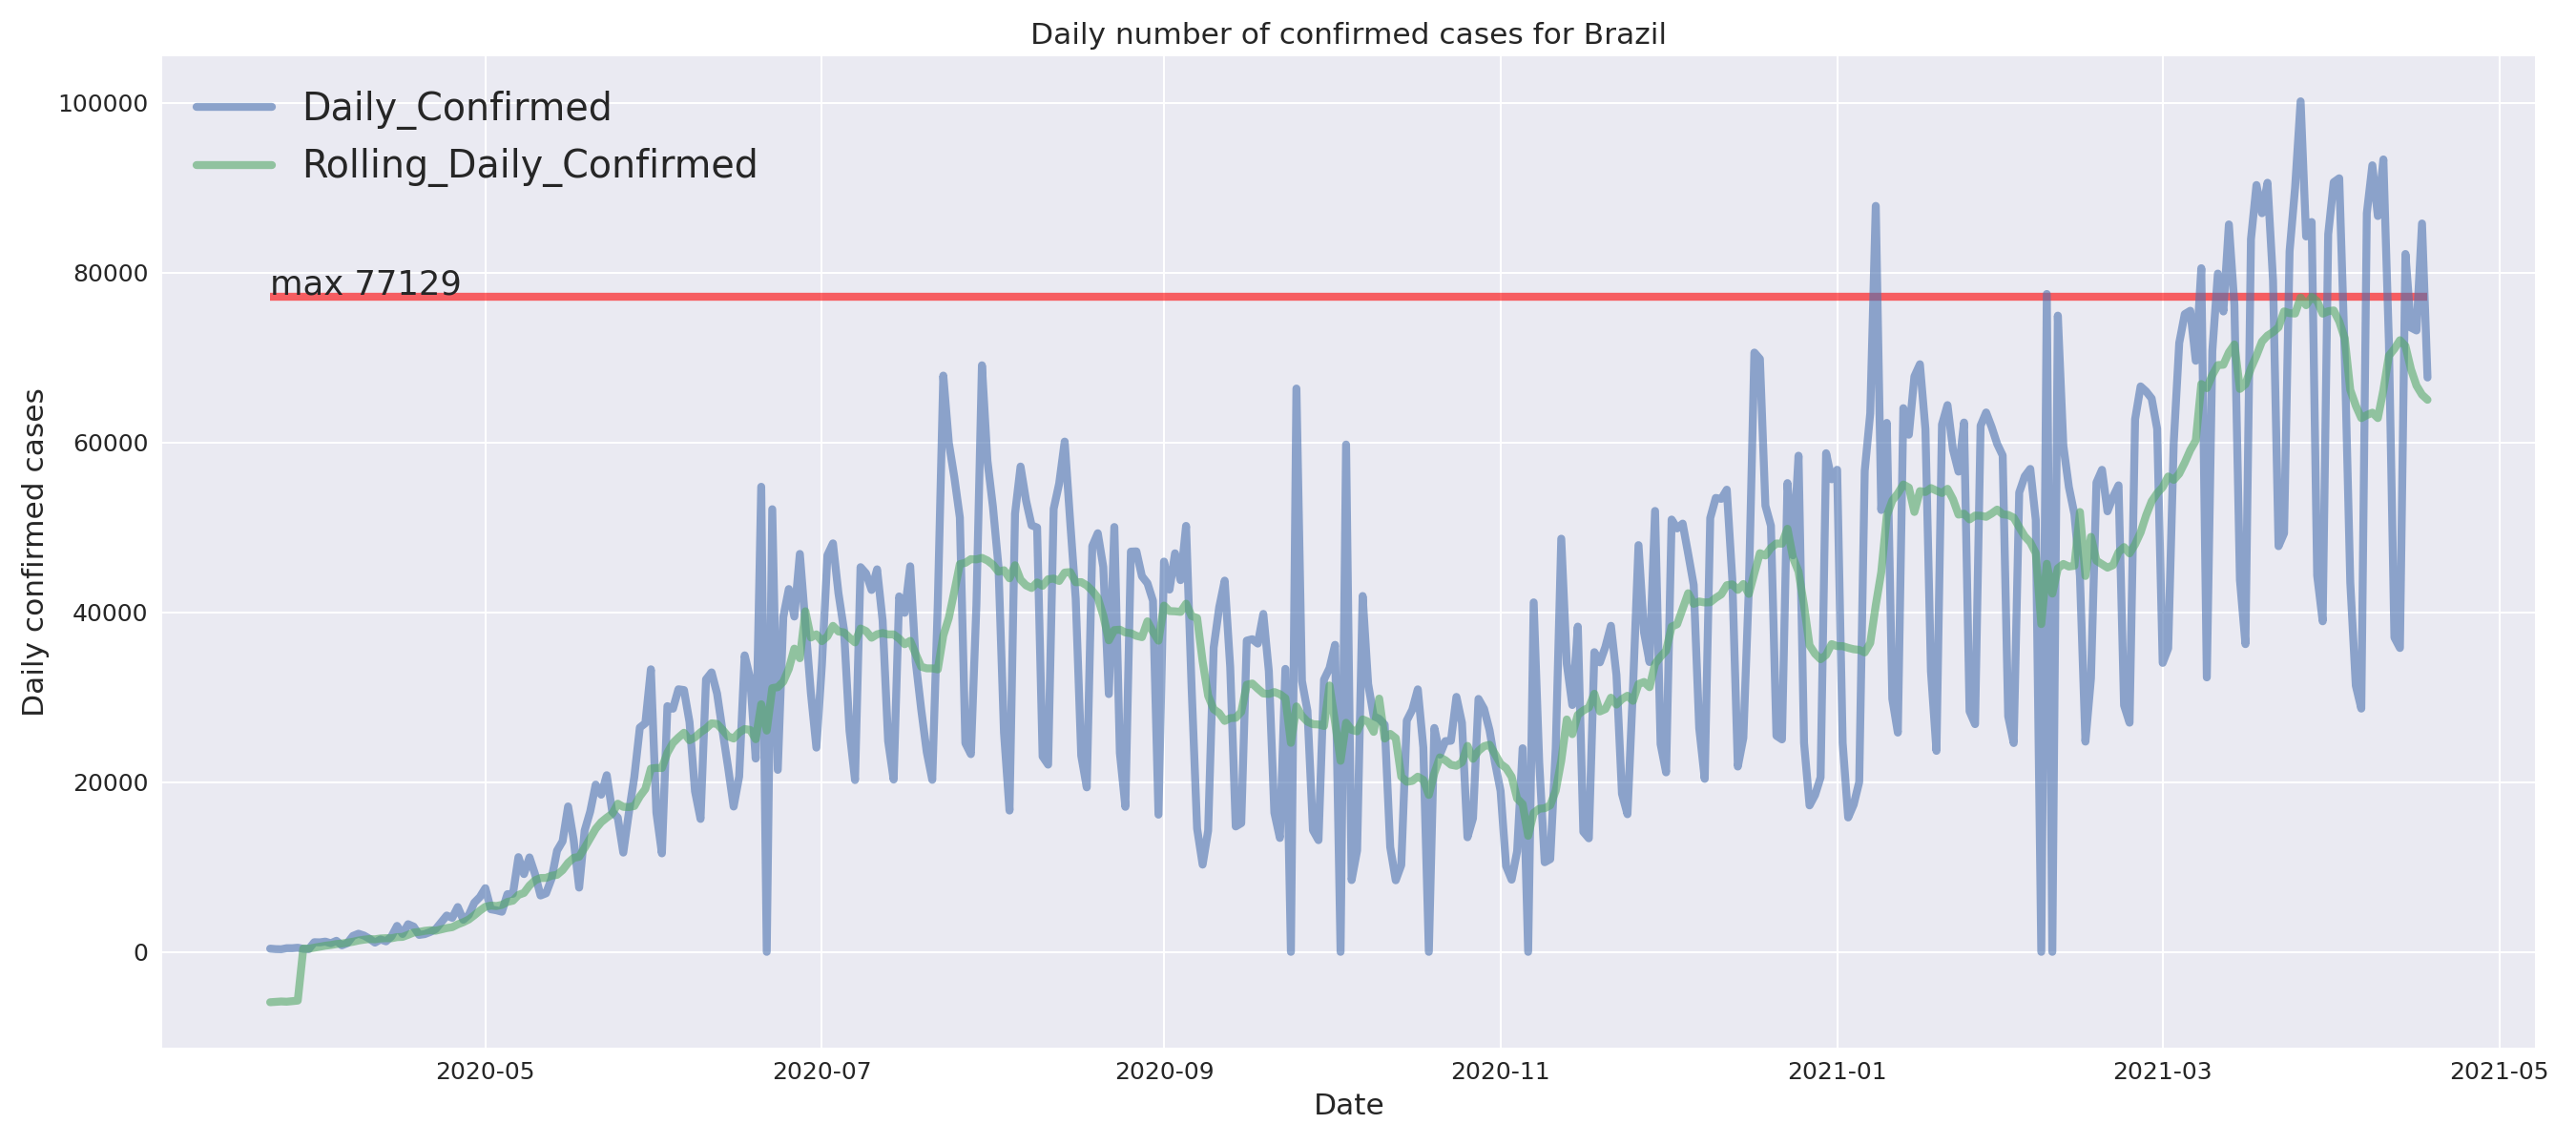 Daily number of confirmed cases for Brazil
Daily_Confirmed
Rolling_Daily_Confirmed
max 77129
Daily confirmed cases
100000
80000
60000
40000
20000
0
2020-05 2020-07 2020-09 2020-11 2021-01 2021-03 2021-05
Date